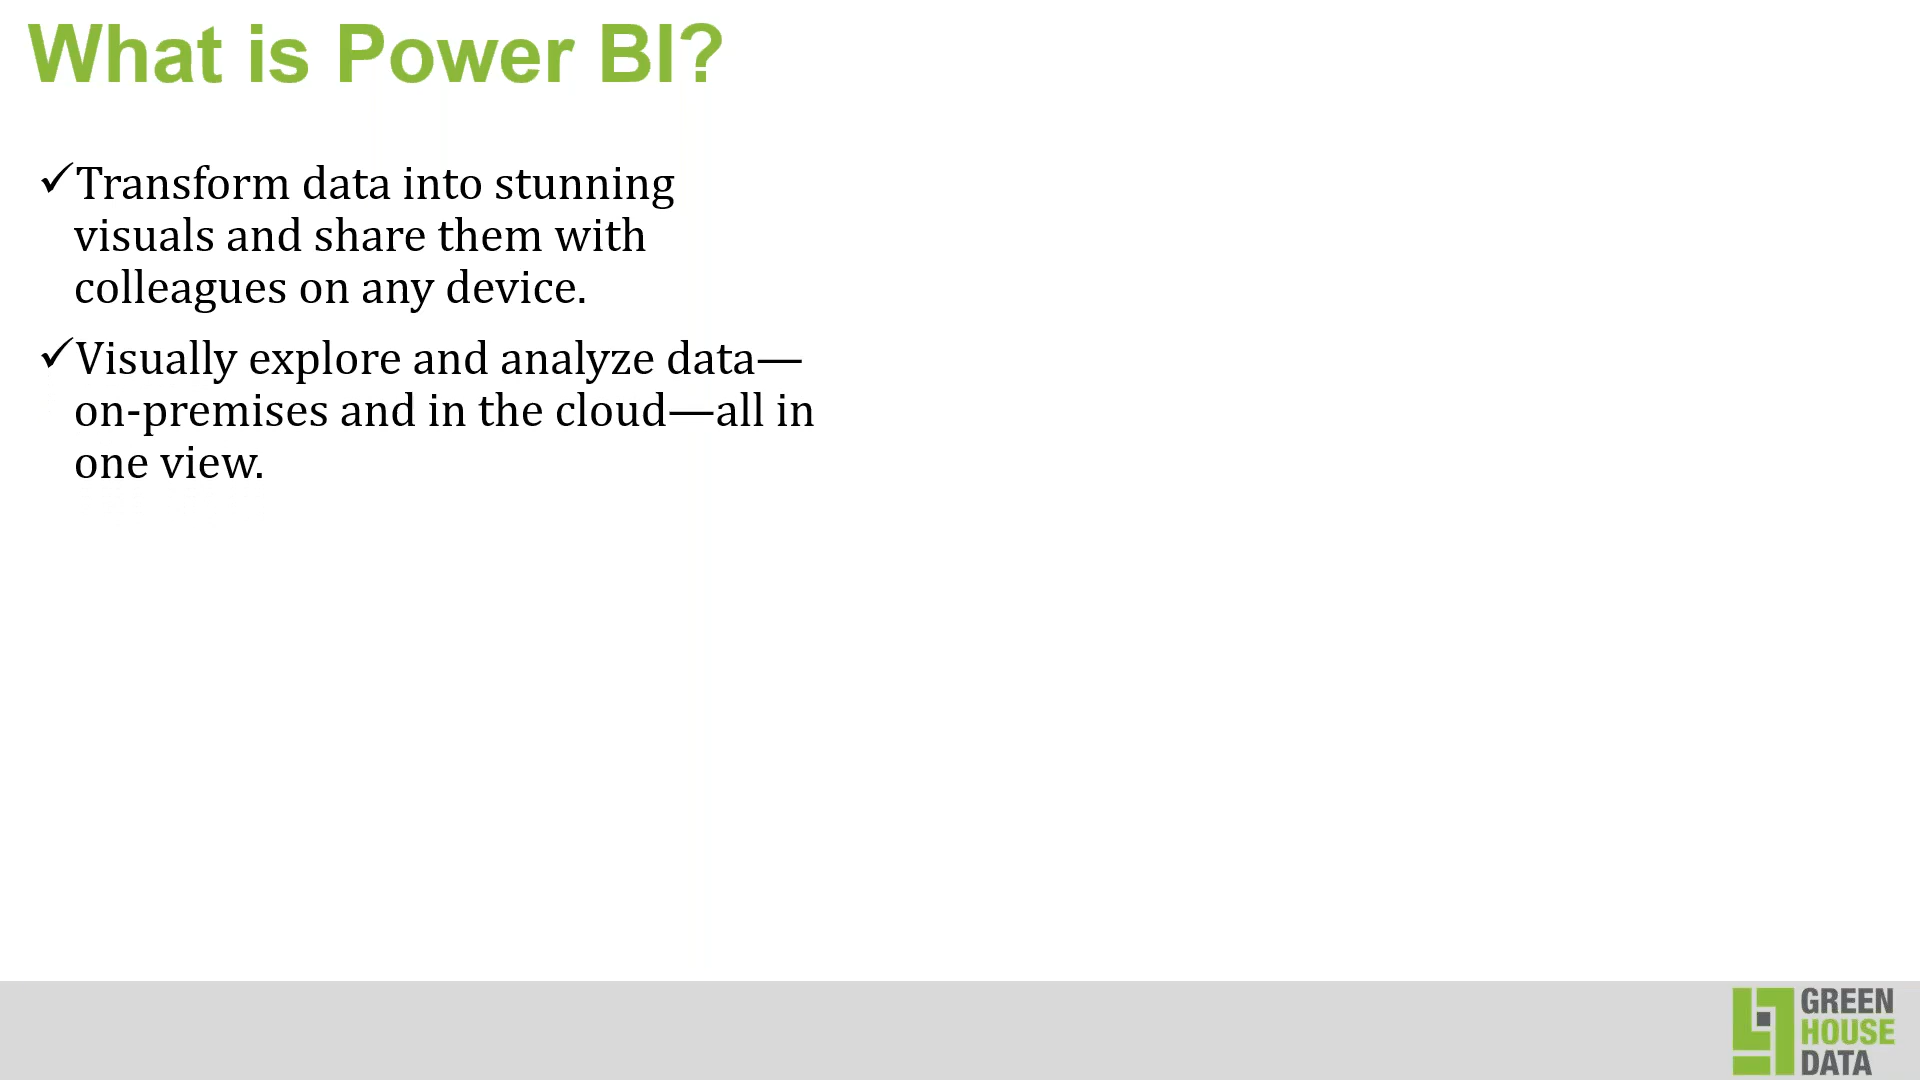 What is Power BI?
✓Transform data into stunning
visuals and share them with
colleagues on any device.
✓Visually explore and analyze data—
on-premises and in the cloud—all in
one view.
GREEN
HOUSE
DATA